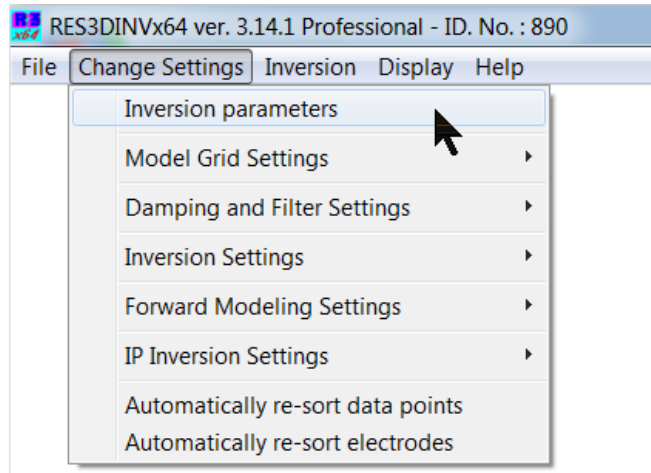 R3 x64 RES3DINVx64 ver. 3.14.1 Professional - ID. No. : 890
File Change Settings Inversion Display Help
Inversion parameters
Model Grid Settings
Damping and Filter Settings
Inversion Settings
Forward Modeling Settings
IP Inversion Settings
Automatically re-sort data points
Automatically re-sort electrodes